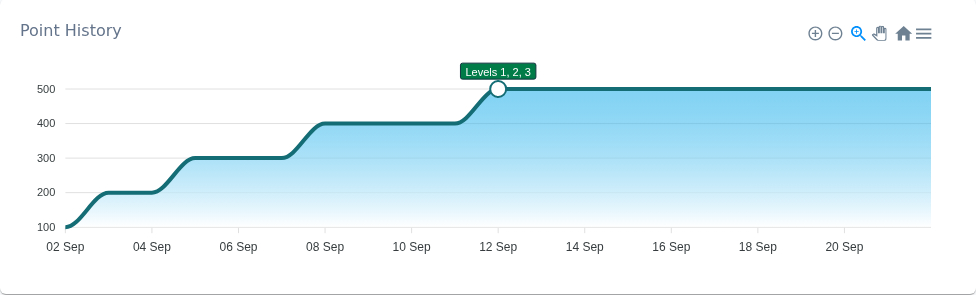 Point History
Levels 1, 2, 3
500
400
300
200
100
02 Sep 04 Sep 06 Sep 08 Sep 10 Sep 12 Sep 14 Sep 16 Sep 18 Sep 20 Sep